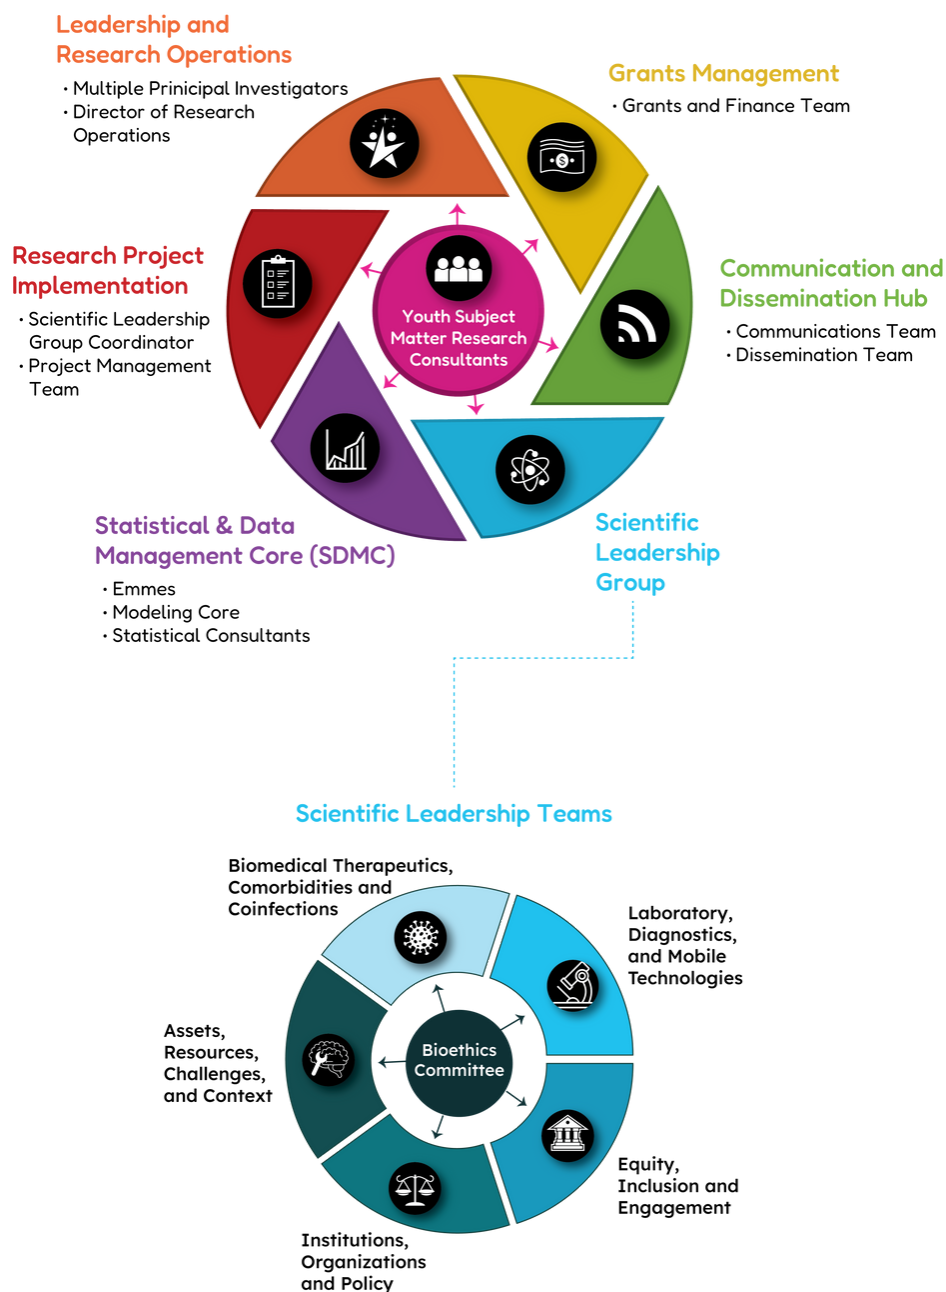 Leadership and
Research Operations
· Multiple Prinicipal Investigators
· Director of Research
Operations
Grants Management
· Grants and Finance Team
Research Project
Implementation
· Scientific Leadership
Group Coordinator
· Project Management
Team
Youth Subject
Matter Research
Consultants
Communication and
Dissemination Hub
· Communications Team
· Dissemination Team
Statistical & Data
Management Core (SDMC)
· Emmes
· Modeling Core
· Statistical Consultants
Scientific
Leadership
Group
Scientific Leadership Teams
Biomedical Therapeutics,
Comorbidities and
Coinfections
Laboratory,
Diagnostics,
and Mobile
Technologies
Assets,
Resources,
Challenges,
and Context
Bioethics
Committee
Equity,
Inclusion and
Engagement
Institutions,
Organizations
and Policy